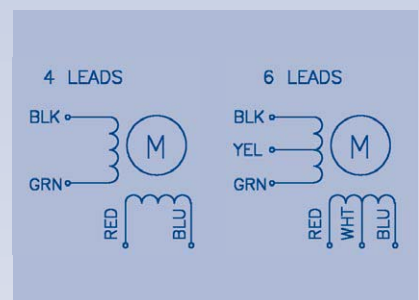 4 LEADS
BLK
GRN
M
RED
BLU
6 LEADS
BLK
YEL
GRN
M
RED
WHT
BLU